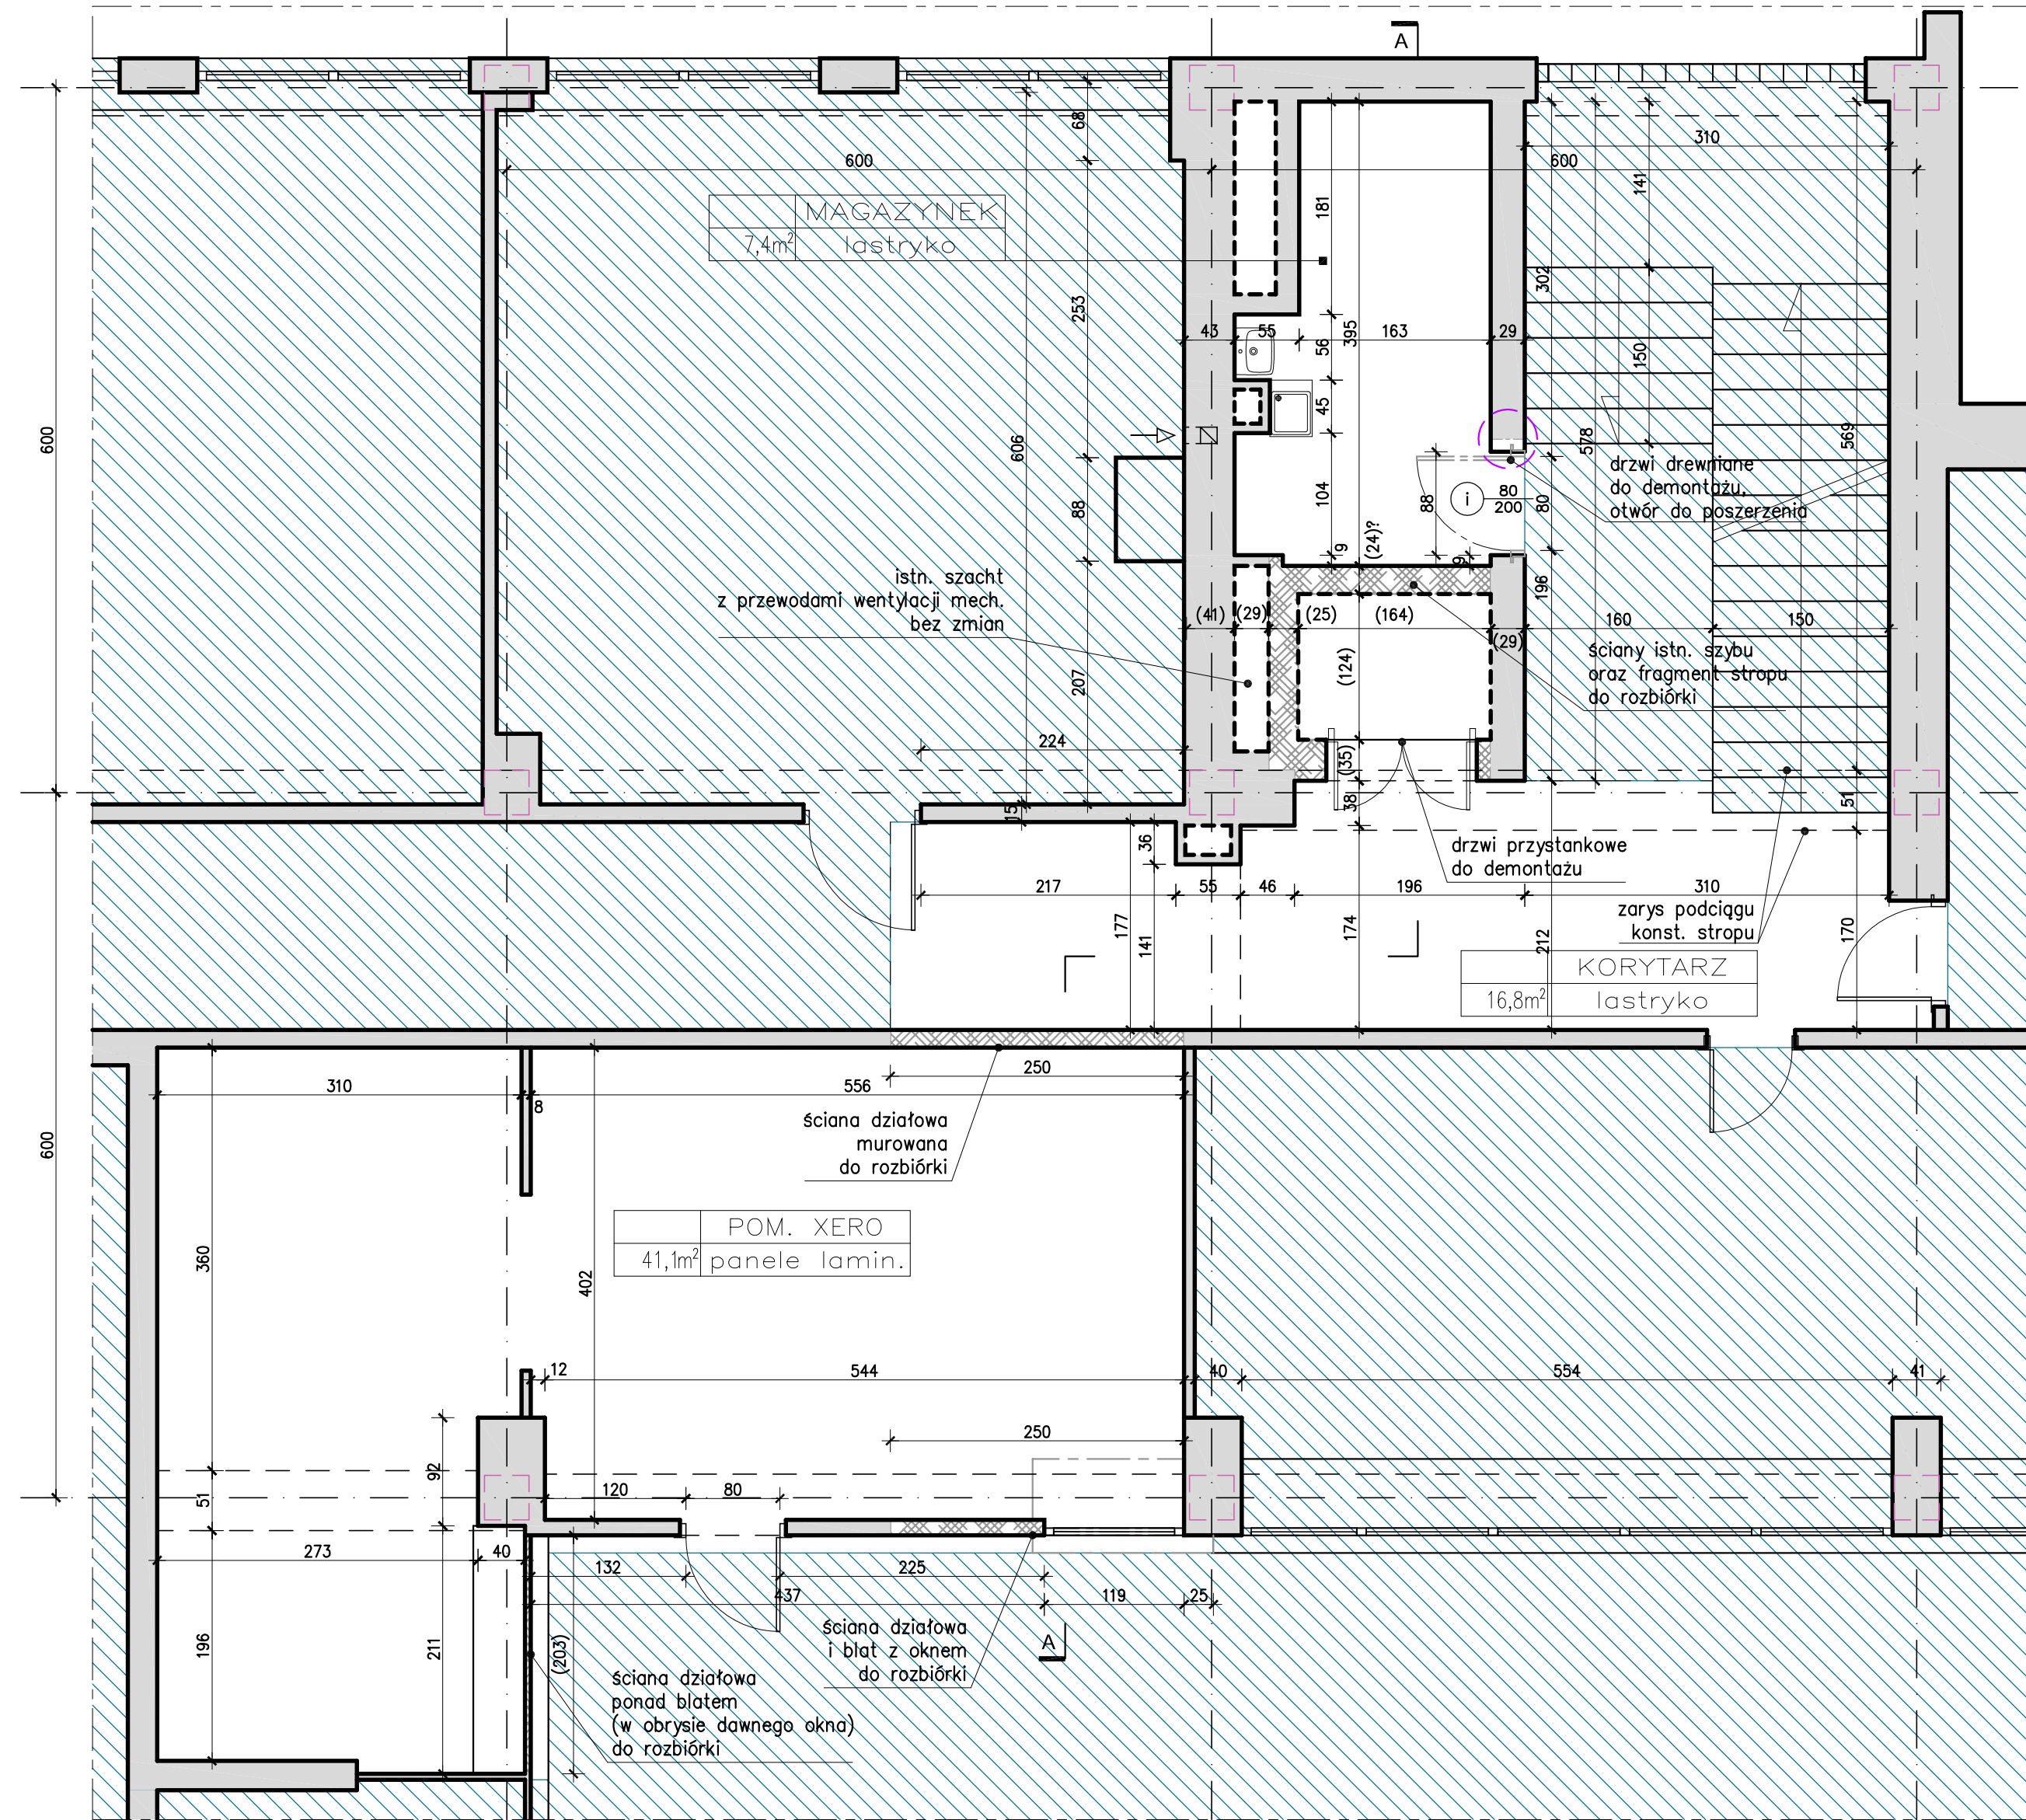 A
310
600
600
68
141
MAGAZYNEK
7,4m²
lastryko
181
302
253
395
43
55
163
29
56
150
45
600
606
578
569
drzwi drewniane
do demontażu,
otwór do poszerzenia
104
88
i
80
200
80
88
9
(24)?
9
196
istn. szacht
z przewodami wentylacji mech.
bez zmian
(41)
(29)
(25)
(164)
(29)
160
150
(124)
ściany istn. szybu
oraz fragment stropu
do rozbiórki
207
224
(35)
15
38
51
36
drzwi przystankowe
do demontażu
217
55
46
196
310
zarys podciągu
konst. stropu
177
141
174
212
170
KORYTARZ
16,8m²
lastryko
310
8
556
250
ściana działowa
murowana
do rozbiórki
600
POM. XERO
41,1m²
panele lamin.
360
402
12
544
40
554
41
250
92
51
120
80
273
40
132
225
437
119
25
196
211
(203)
ściana działowa
i blat z oknem
do rozbiórki
A
ściana działowa
ponad blatem
(w obrysie dawnego okna)
do rozbiórki